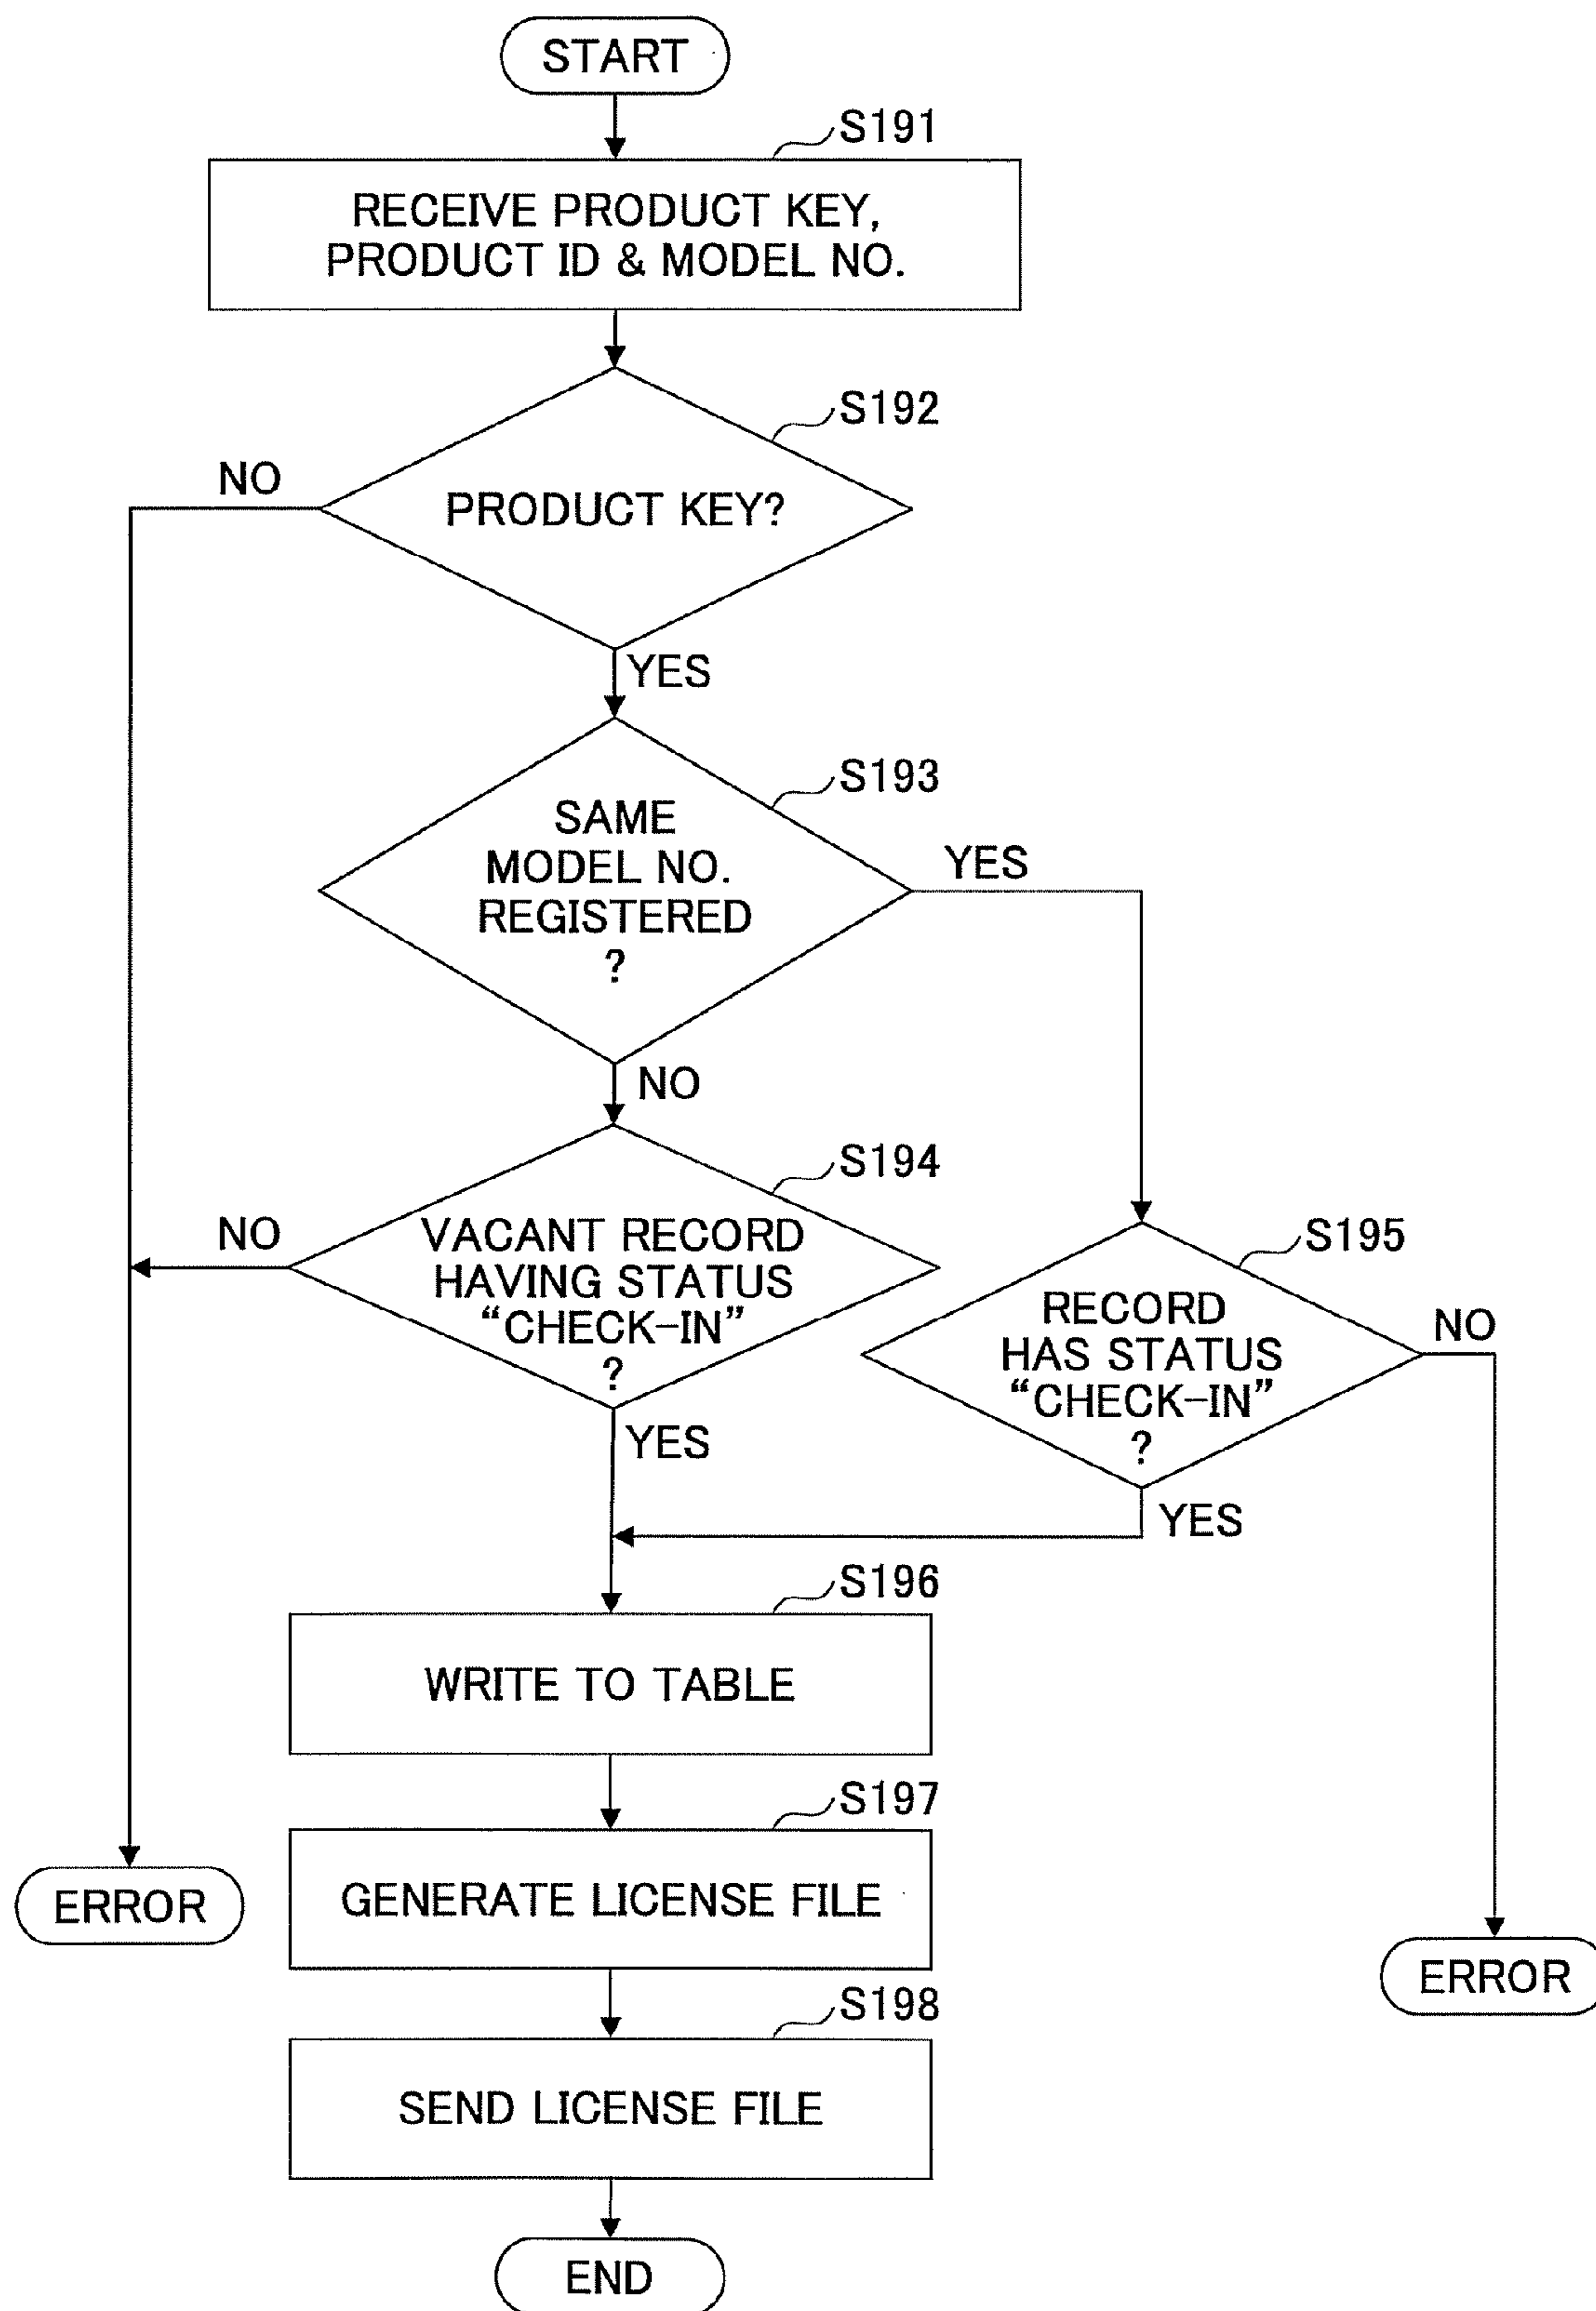 START
S191
RECEIVE PRODUCT KEY,
PRODUCT ID & MODEL NO.
S192
NO
PRODUCT KEY?
YES
S193
SAME
MODEL NO.
REGISTERED
?
YES
NO
S194
NO
VACANT RECORD
HAVING STATUS
“CHECK-IN”
?
YES
S195
RECORD
HAS STATUS
“CHECK-IN”
?
NO
YES
S196
WRITE TO TABLE
S197
GENERATE LICENSE FILE
ERROR
ERROR
S198
SEND LICENSE FILE
END